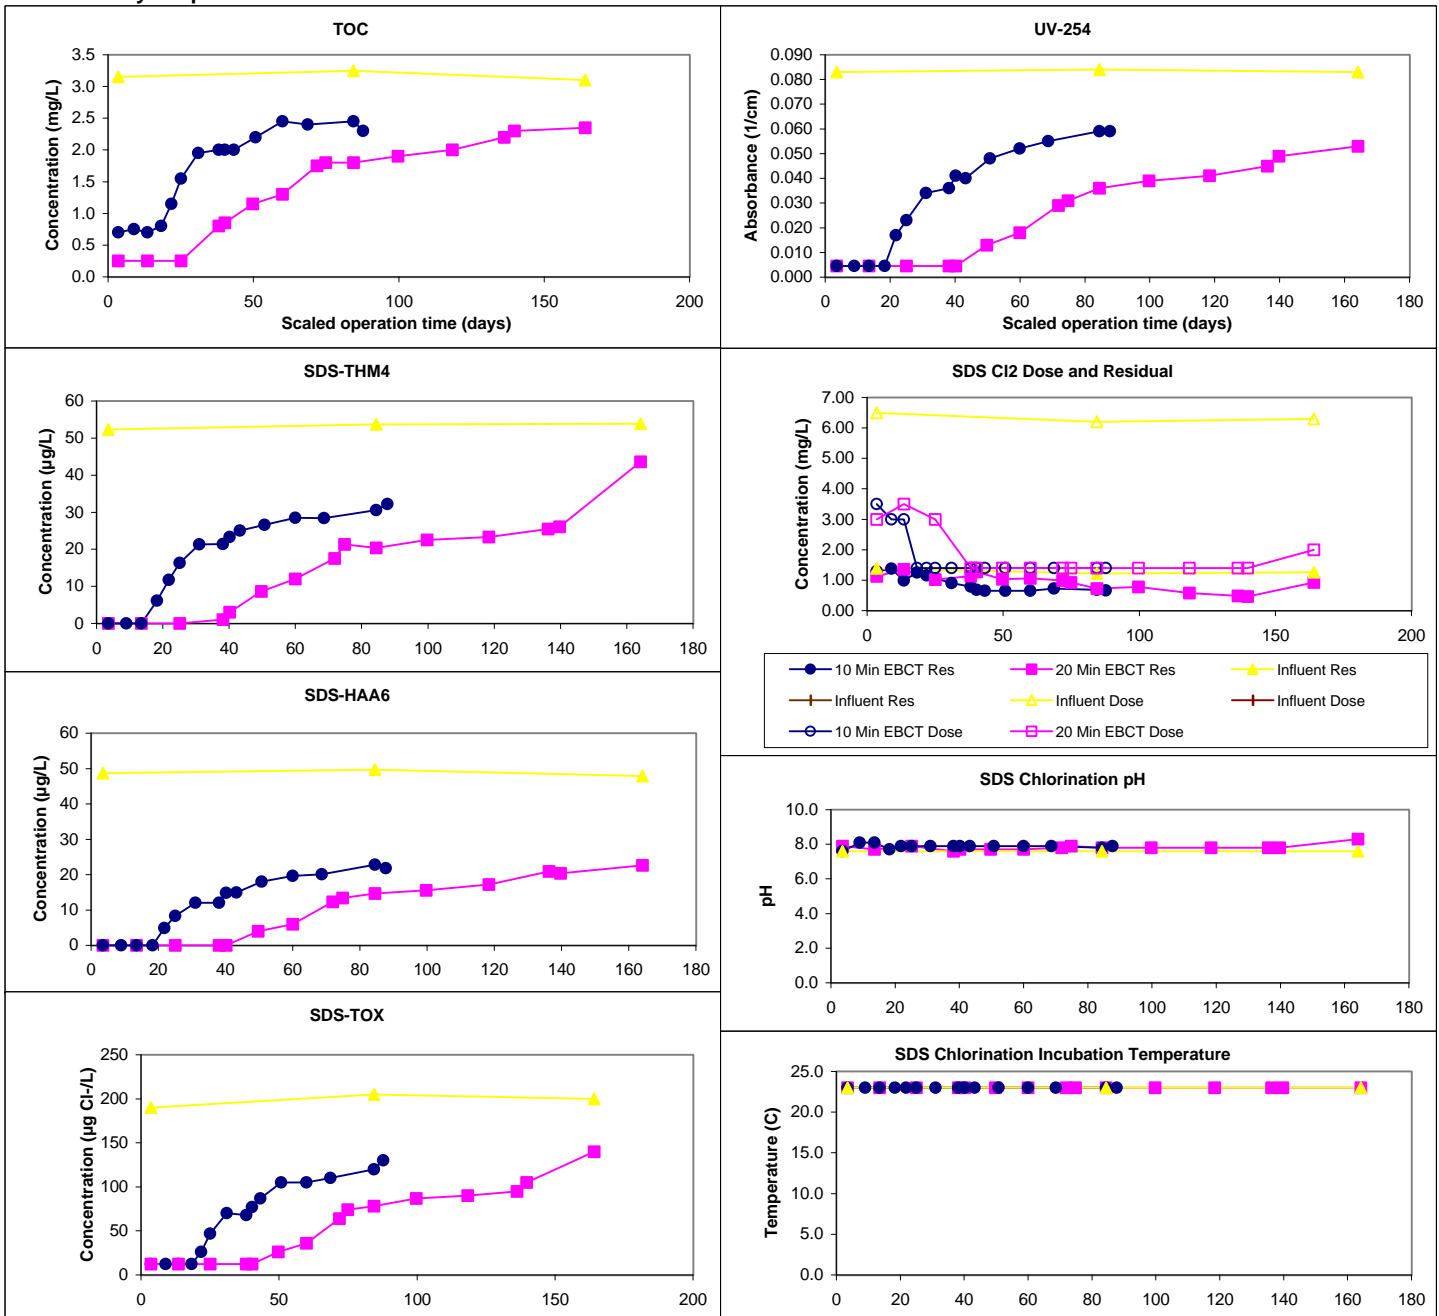 TOC
3.5
3.0
2.5
2.0
1.5
1.0
0.5
0.0
Concentration (mg/L)
0 50 100 150 200
Scaled operation time (days)
UV-254
0.090
0.080
0.070
0.060
0.050
0.040
0.030
0.020
0.010
0.000
Absorbance (1/cm)
0 20 40 60 80 100 120 140 160 180
Scaled operation time (days)
SDS-THM4
60
50
40
30
20
10
0
Concentration (µg/L)
0 20 40 60 80 100 120 140 160 180
SDS Cl2 Dose and Residual
7.00
6.00
5.00
4.00
3.00
2.00
1.00
0.00
Concentration (mg/L)
0 50 100 150 200
10 Min EBCT Res 20 Min EBCT Res Influent Res
Influent Res Influent Dose Influent Dose
10 Min EBCT Dose 20 Min EBCT Dose
SDS-HAA6
60
50
40
30
20
10
0
Concentration (µg/L)
0 20 40 60 80 100 120 140 160 180
SDS Chlorination pH
10.0
8.0
6.0
4.0
2.0
0.0
pH
0 20 40 60 80 100 120 140 160 180
SDS-TOX
250
200
150
100
50
0
Concentration (µg Cl-/L)
0 50 100 150 200
SDS Chlorination Incubation Temperature
25.0
20.0
15.0
10.0
5.0
0.0
Temperature (C)
0 20 40 60 80 100 120 140 160 180